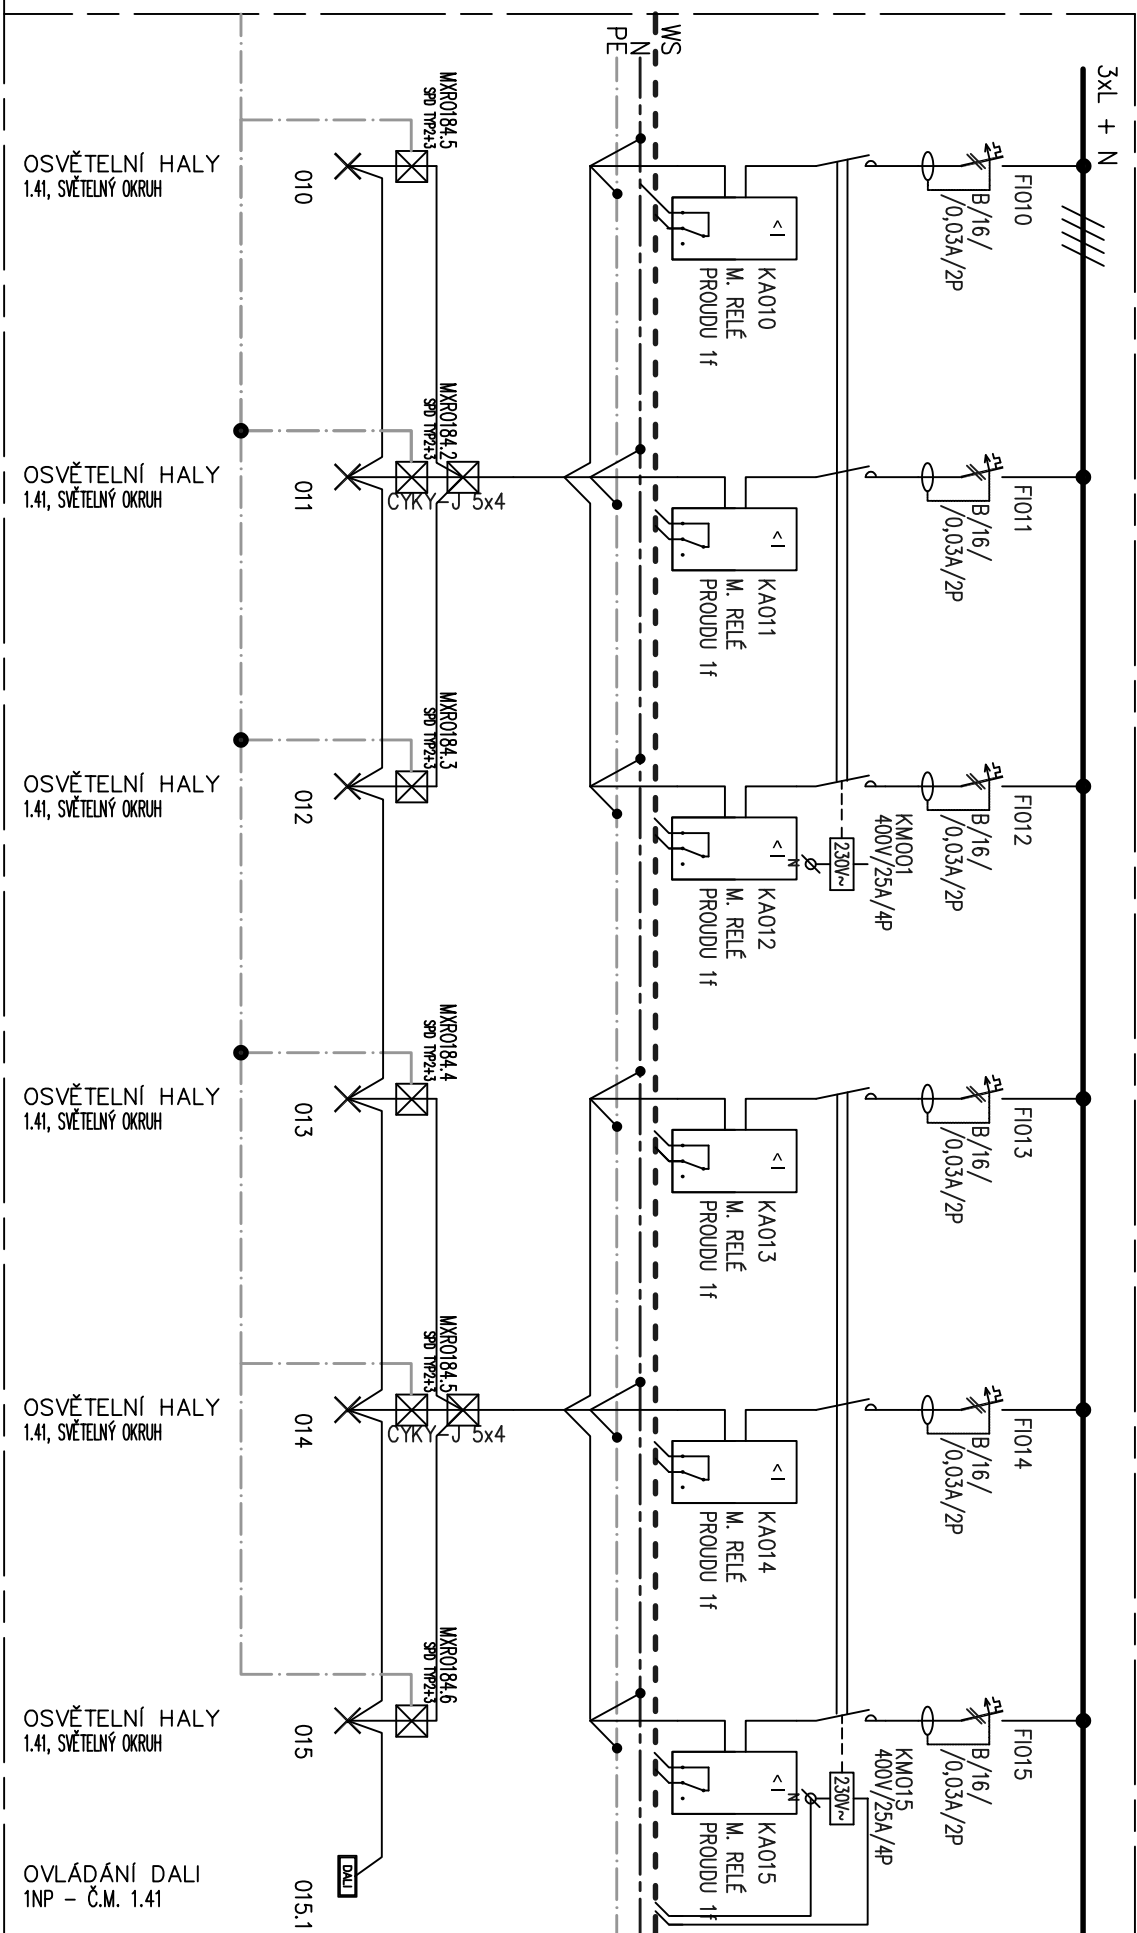 3xL + N
WS
N
PE
FI010
B/16/
/0,03A/2P
KA010
M. RELÉ
PROUDU 1f
<I
MXR0184.5
SPD TYP2+3
010
OSVĚTELNÍ HALY
1.41, SVĚTELNÝ OKRUH
FI011
B/16/
/0,03A/2P
KA011
M. RELÉ
PROUDU 1f
<I
MXR0184.2
SPD TYP2+3
CYKY-J 5x4
011
OSVĚTELNÍ HALY
1.41, SVĚTELNÝ OKRUH
FI012
B/16/
/0,03A/2P
KM001
400V/25A/4P
230V~
N
KA012
M. RELÉ
PROUDU 1f
<I
MXR0184.3
SPD TYP2+3
012
OSVĚTELNÍ HALY
1.41, SVĚTELNÝ OKRUH
FI013
B/16/
/0,03A/2P
KA013
M. RELÉ
PROUDU 1f
<I
MXR0184.4
SPD TYP2+3
013
OSVĚTELNÍ HALY
1.41, SVĚTELNÝ OKRUH
FI014
B/16/
/0,03A/2P
KA014
M. RELÉ
PROUDU 1f
<I
MXR0184.5
SPD TYP2+3
CYKY-J 5x4
014
OSVĚTELNÍ HALY
1.41, SVĚTELNÝ OKRUH
FI015
B/16/
/0,03A/2P
KM015
400V/25A/4P
230V~
N
KA015
M. RELÉ
PROUDU 1f
<I
MXR0184.6
SPD TYP2+3
015
OSVĚTELNÍ HALY
1.41, SVĚTELNÝ OKRUH
DALI
015.1
OVLÁDÁNÍ DALI
1NP - Č.M. 1.41